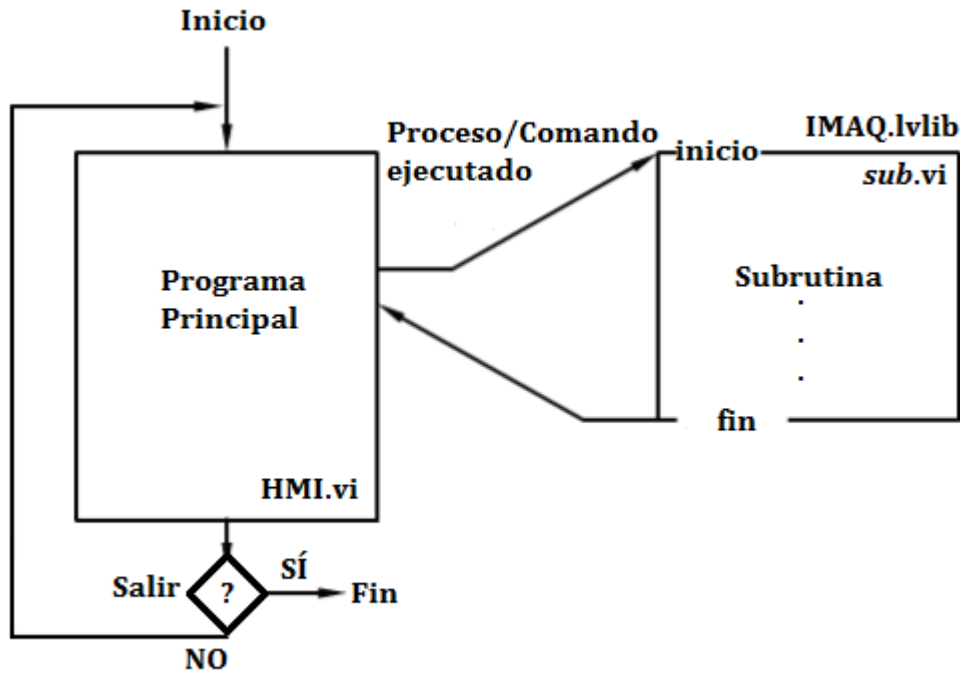 Inicio
Proceso/Comando
ejecutado
IMAQ.lvlib
inicio
sub.vi
Programa
Principal
Subrutina
.
.
.
fin
HMI.vi
Salir
?
SÍ
Fin
NO